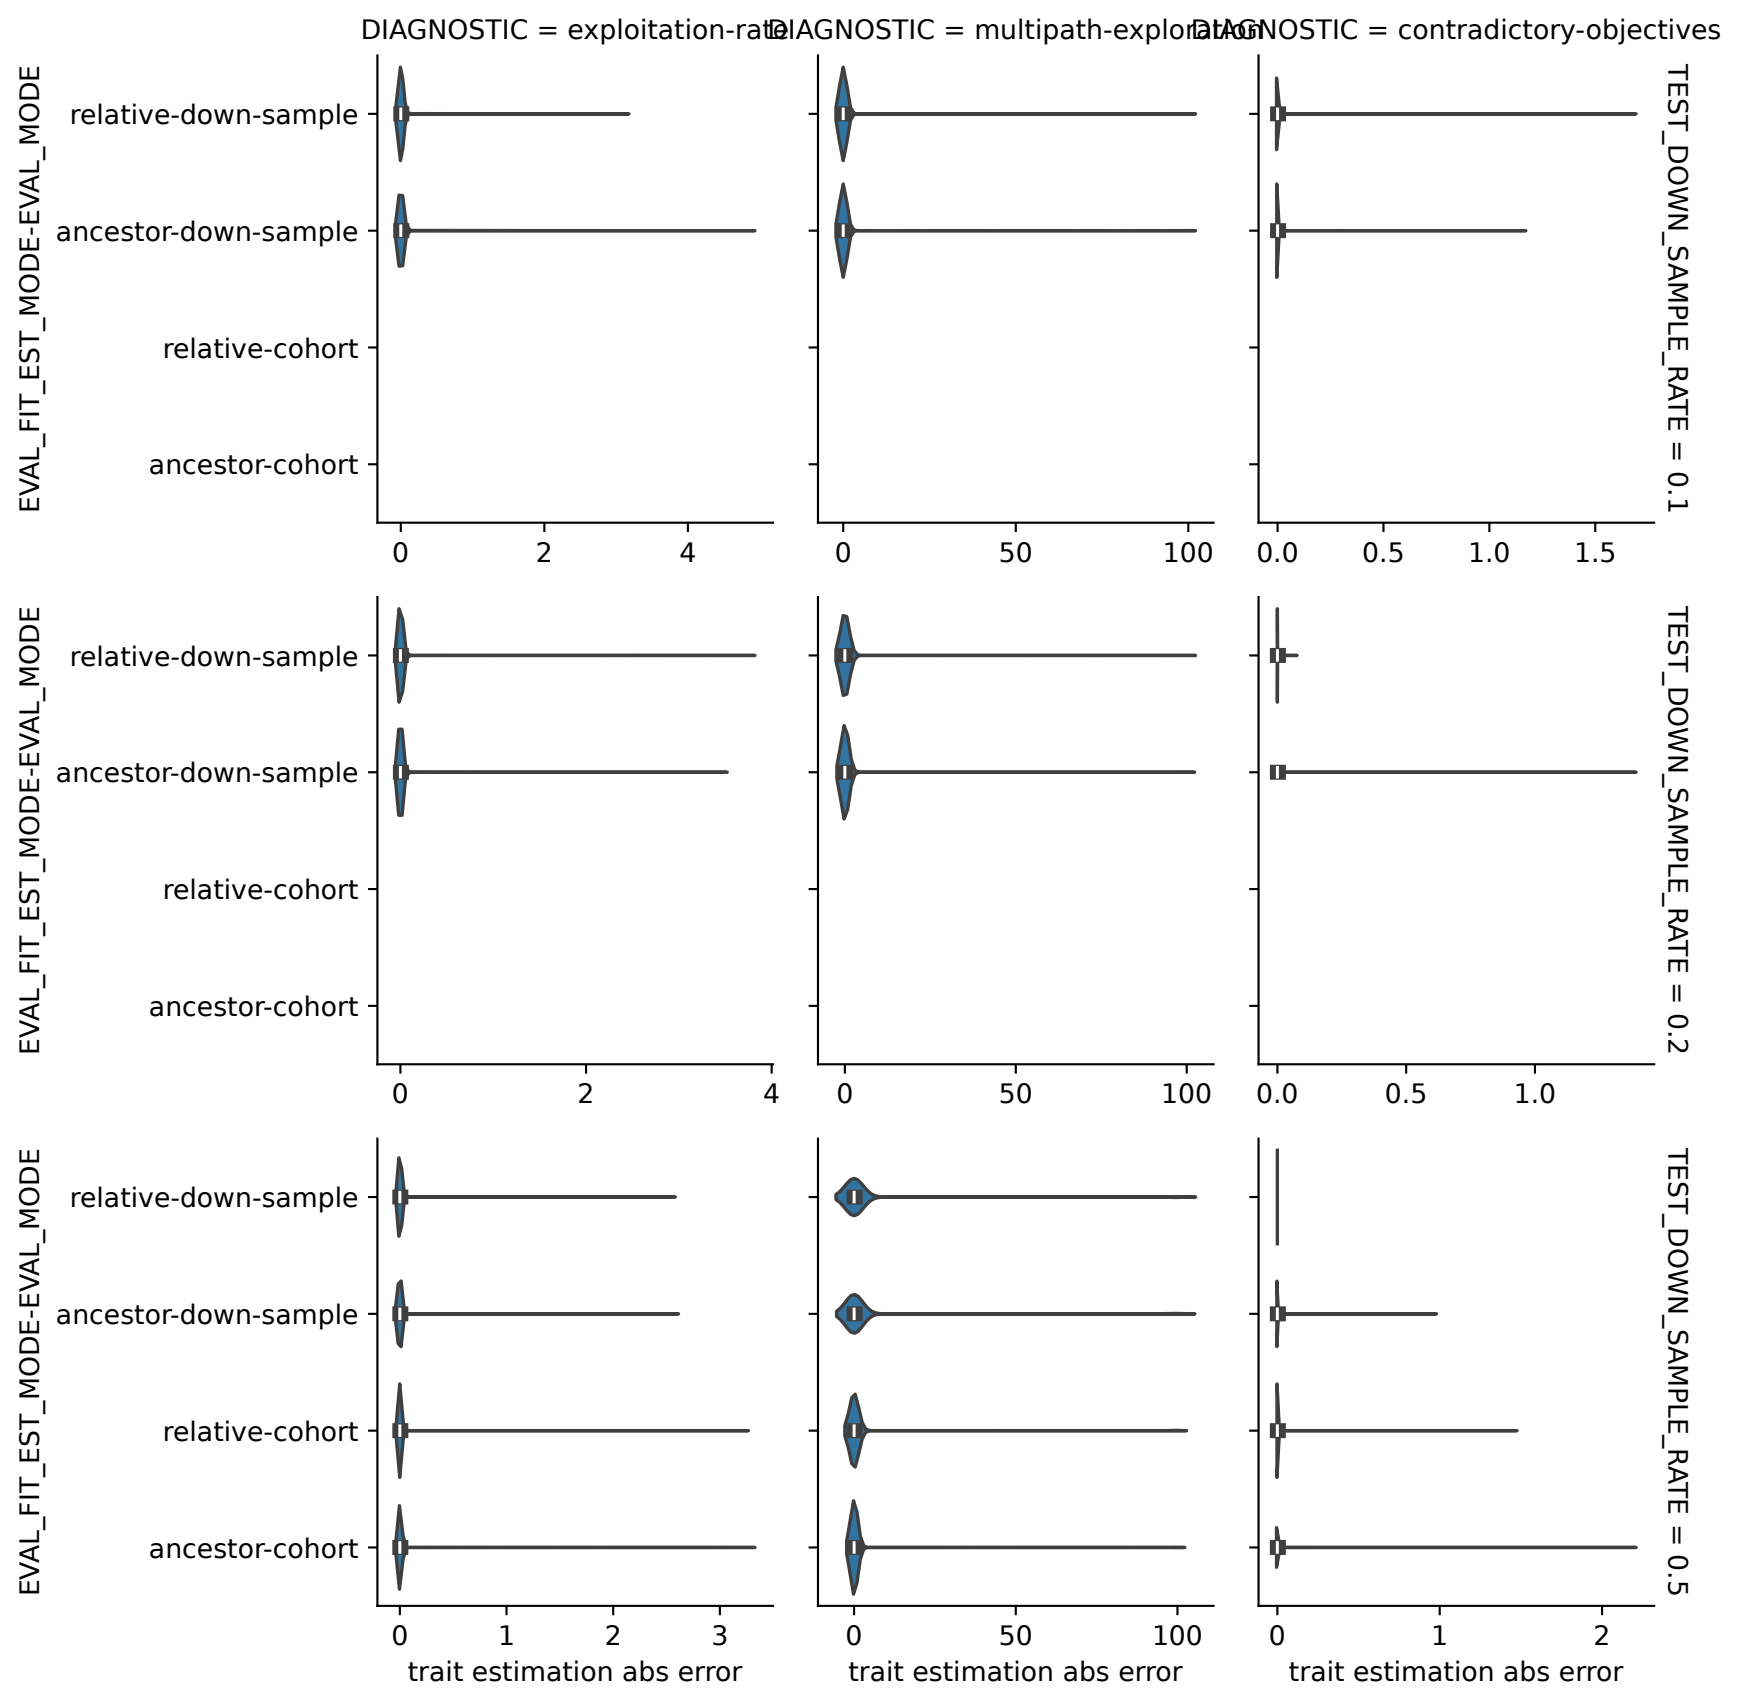 DIAGNOSTIC = exploitation-rate
DIAGNOSTIC = multipath-exploration
DIAGNOSTIC = contradictory-objectives
EVAL_FIT_EST_MODE-EVAL_MODE
relative-down-sample
ancestor-down-sample
relative-cohort
ancestor-cohort
0 2 4
0 50 100
0.0 0.5 1.0 1.5
TEST_DOWN_SAMPLE_RATE = 0.1
EVAL_FIT_EST_MODE-EVAL_MODE
relative-down-sample
ancestor-down-sample
relative-cohort
ancestor-cohort
0 2 4
0 50 100
0.0 0.5 1.0
TEST_DOWN_SAMPLE_RATE = 0.2
EVAL_FIT_EST_MODE-EVAL_MODE
relative-down-sample
ancestor-down-sample
relative-cohort
ancestor-cohort
0 1 2 3
0 50 100
0 1 2
TEST_DOWN_SAMPLE_RATE = 0.5
trait estimation abs error
trait estimation abs error
trait estimation abs error